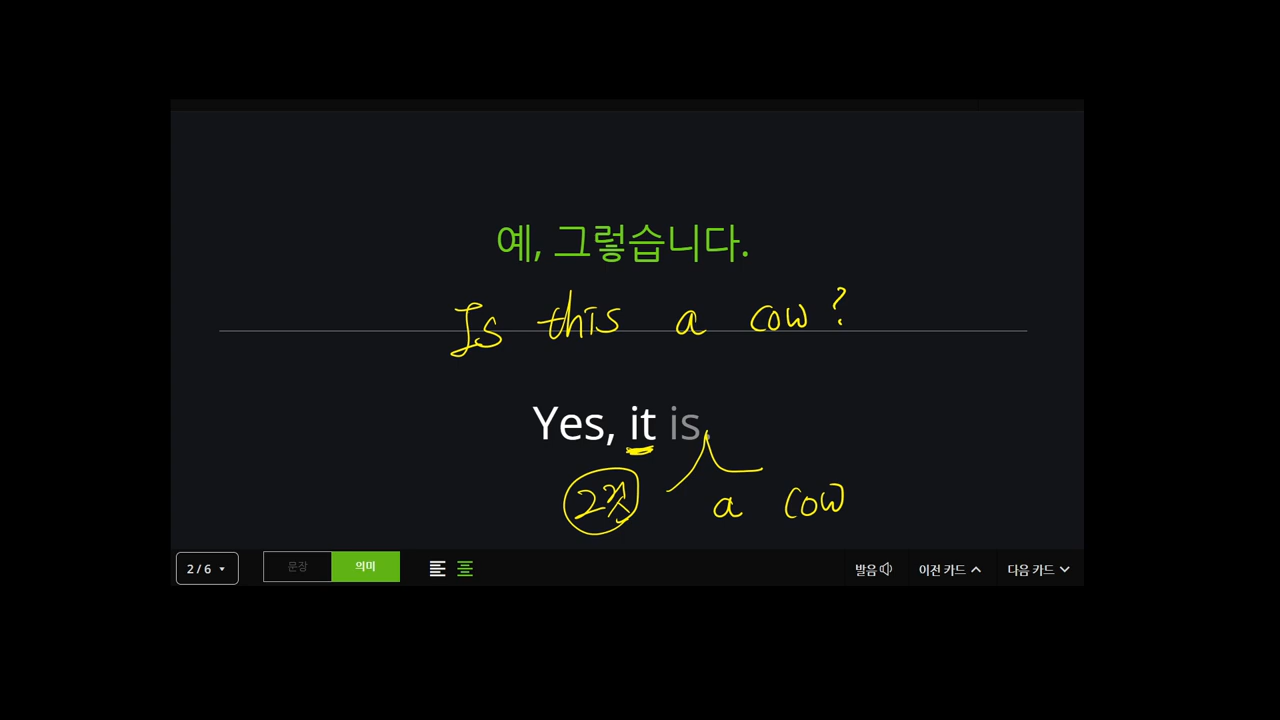 예, 그렇습니다.
Is this a cow?
Yes, it is
그것 a cow
2 / 6 문장 의미 발음 이전 카드 다음 카드